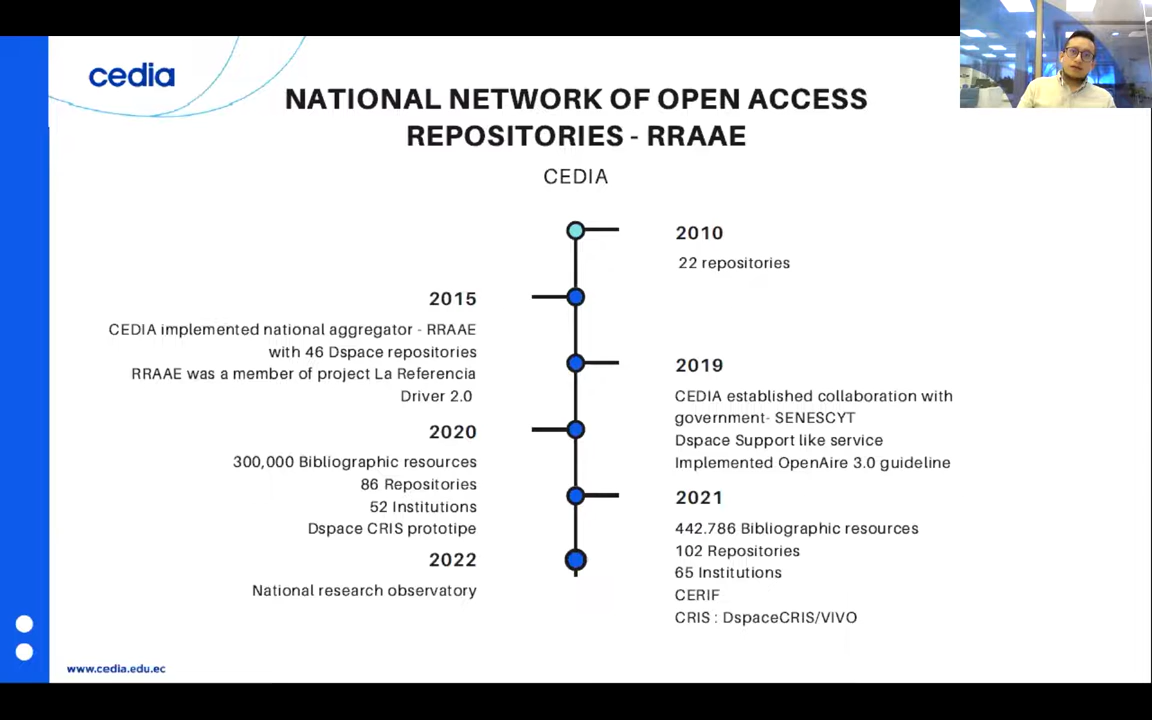 cedia
NATIONAL NETWORK OF OPEN ACCESS
REPOSITORIES - RRAAE
CEDIA
2010
22 repositories
2015
CEDIA implemented national aggregator - RRAAE
with 46 Dspace repositories
RRAAE was a member of project La Referencia
Driver 2.0
2019
CEDIA established collaboration with
government- SENESCYT
Dspace Support like service
Implemented OpenAire 3.0 guideline
2020
300,000 Bibliographic resources
86 Repositories
52 Institutions
Dspace CRIS prototipe
2021
442.786 Bibliographic resources
102 Repositories
65 Institutions
CERIF
CRIS : DspaceCRIS/VIVO
2022
National research observatory
www.cedia.edu.ec